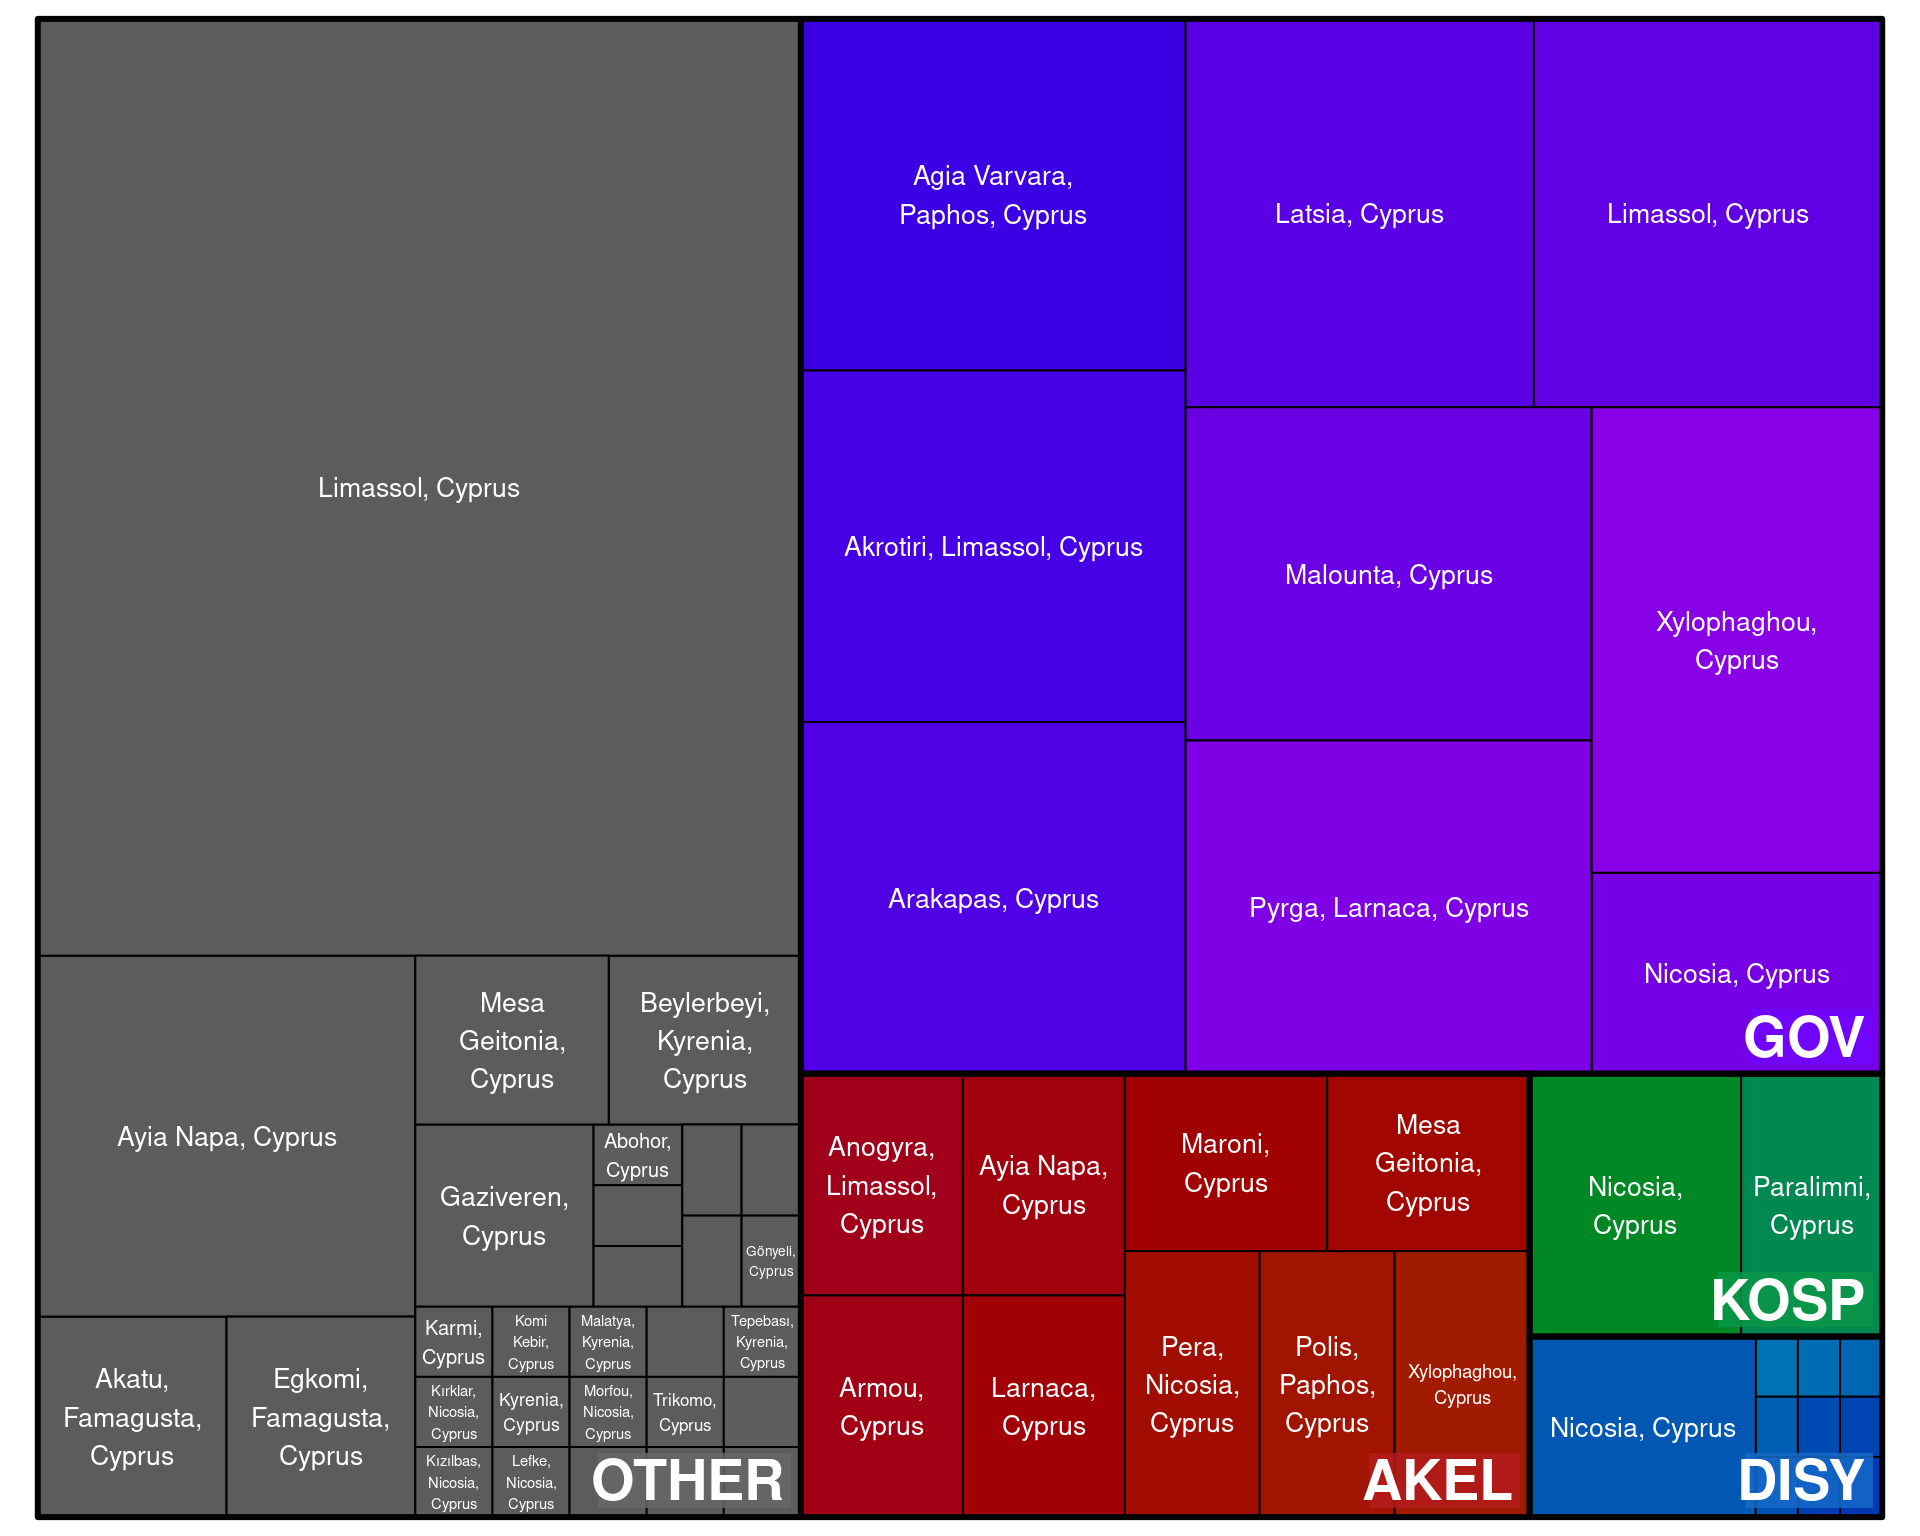 Limassol, Cyprus
Ayia Napa, Cyprus
Akatu,
Famagusta,
Cyprus
Egkomi,
Famagusta,
Cyprus
Mesa
Geitonia,
Cyprus
Beylerbeyi,
Kyrenia,
Cyprus
Gaziveren,
Cyprus
Abohor,
Cyprus
Gönyeli,
Cyprus
Karmi,
Cyprus
Komi
Kebir,
Cyprus
Malatya,
Kyrenia,
Cyprus
Tepebası,
Kyrenia,
Cyprus
Kırklar,
Nicosia,
Cyprus
Kyrenia,
Cyprus
Morfou,
Nicosia,
Cyprus
Trikomo,
Cyprus
Kızılbas,
Nicosia,
Cyprus
Lefke,
Nicosia,
Cyprus
OTHER
Agia Varvara,
Paphos, Cyprus
Akrotiri, Limassol, Cyprus
Arakapas, Cyprus
Latsia, Cyprus
Limassol, Cyprus
Malounta, Cyprus
Pyrga, Larnaca, Cyprus
Xylophaghou,
Cyprus
Nicosia, Cyprus
GOV
Anogyra,
Limassol,
Cyprus
Ayia Napa,
Cyprus
Armou,
Cyprus
Larnaca,
Cyprus
Maroni,
Cyprus
Mesa
Geitonia,
Cyprus
Pera,
Nicosia,
Cyprus
Polis,
Paphos,
Cyprus
Xylophaghou,
Cyprus
AKEL
Nicosia,
Cyprus
Paralimni,
Cyprus
KOSP
Nicosia, Cyprus
DISY